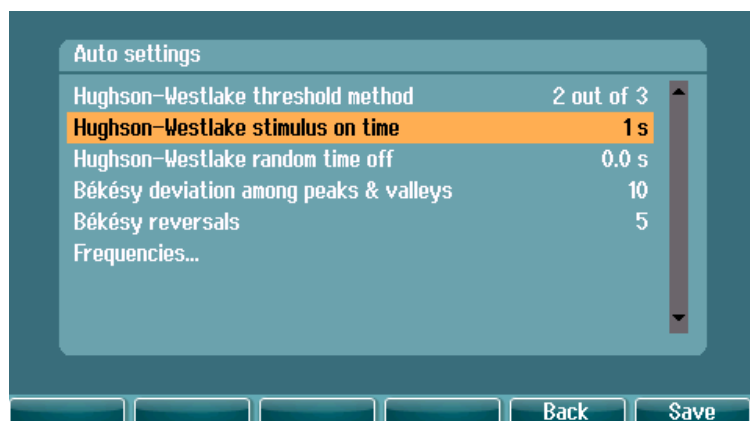 Auto settings
Hughson-Westlake threshold method 2 out of 3
Hughson-Westlake stimulus on time 1 s
Hughson-Westlake random time off 0.0 s
Békésy deviation among peaks & valleys 10
Békésy reversals 5
Frequencies...
Back Save